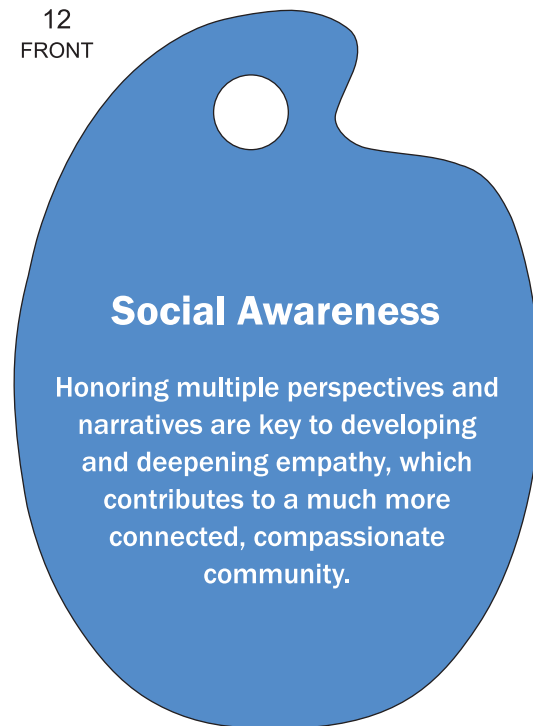 12
FRONT
Social Awareness
Honoring multiple perspectives and
narratives are key to developing
and deepening empathy, which
contributes to a much more
connected, compassionate
community.